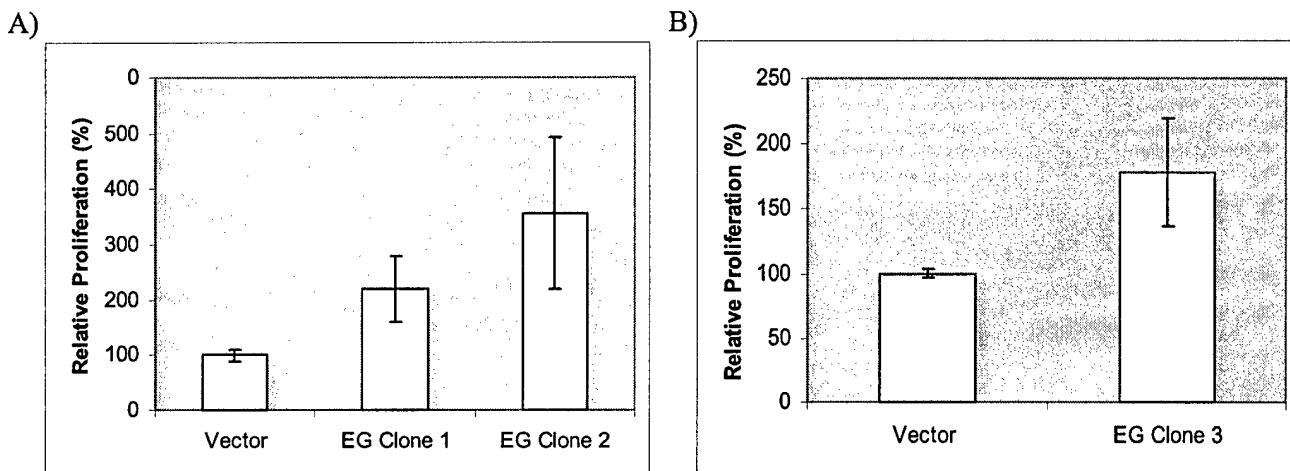 A)
Relative Proliferation (%)
0
500
400
300
200
100
0
Vector
EG Clone 1
EG Clone 2
B)
Relative Proliferation (%)
250
200
150
100
50
0
Vector
EG Clone 3